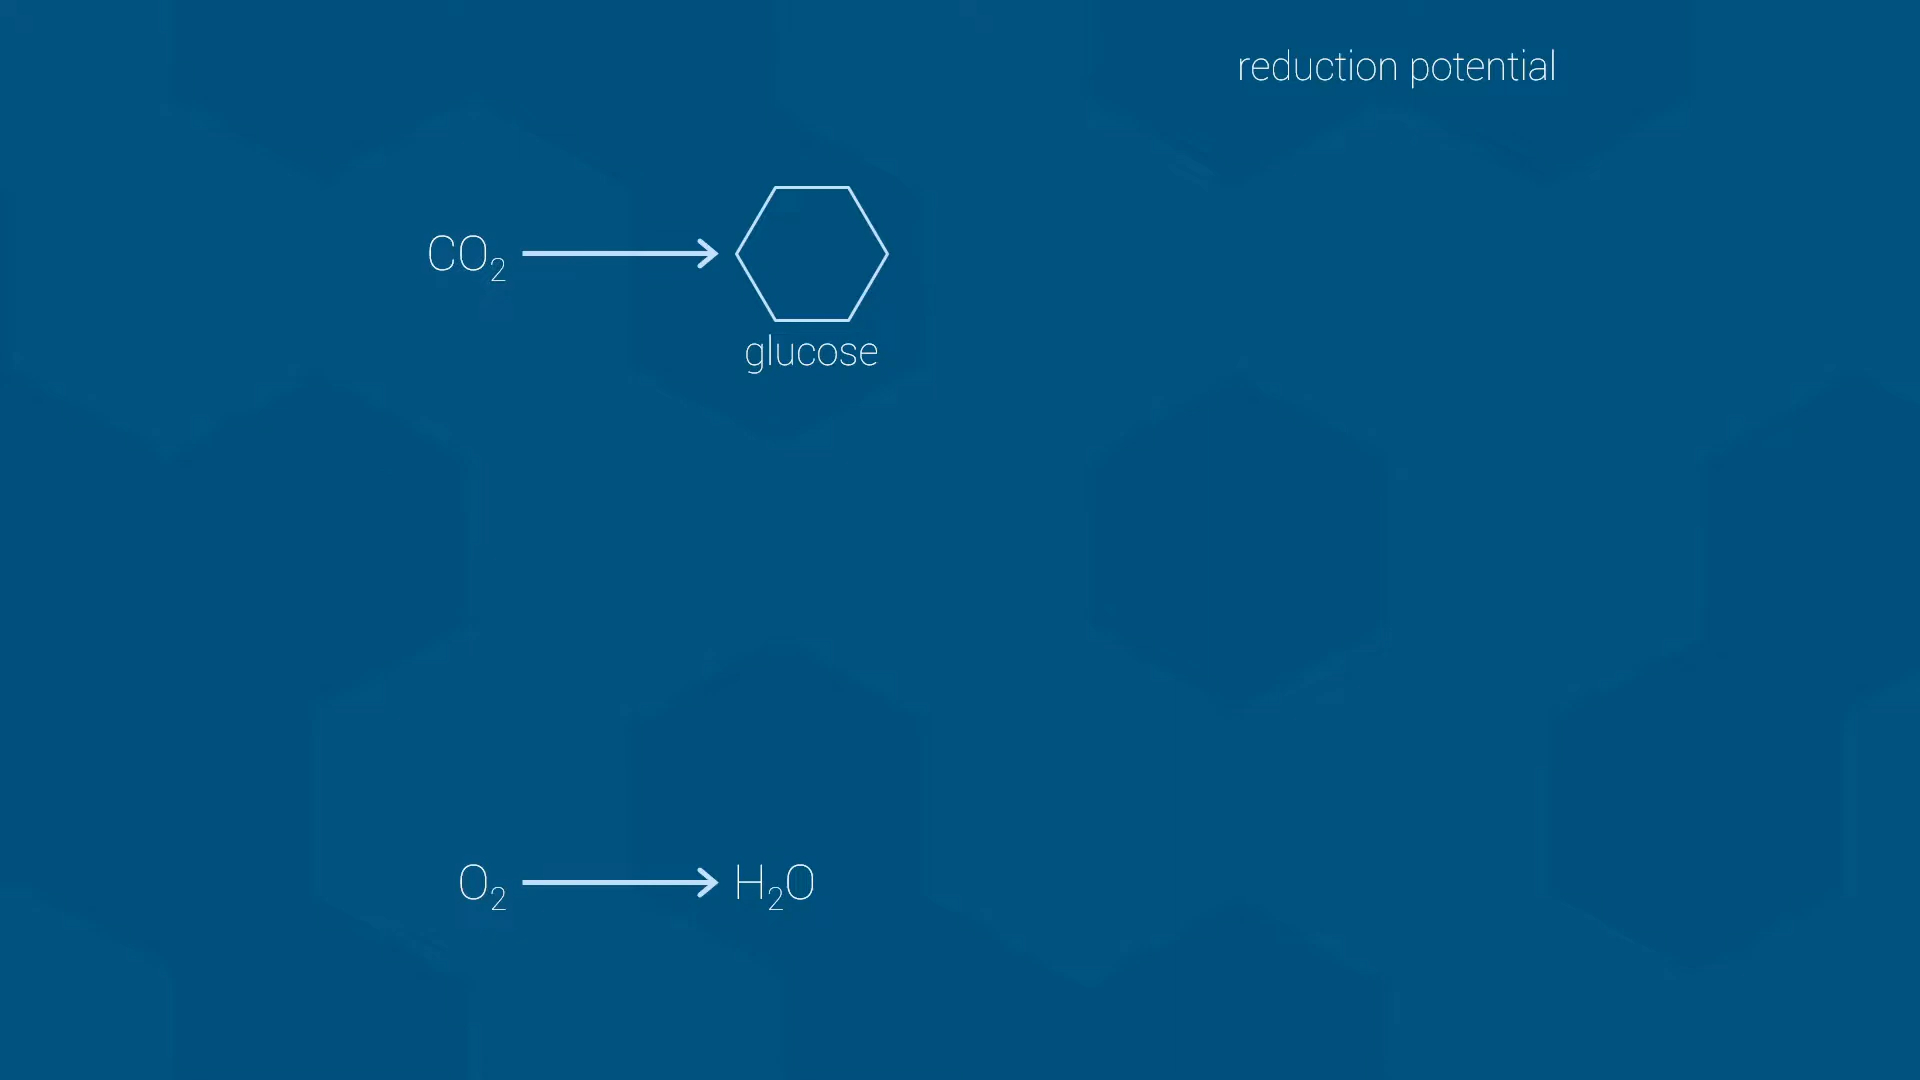 reduction potential
CO₂
glucose
O₂
H₂O